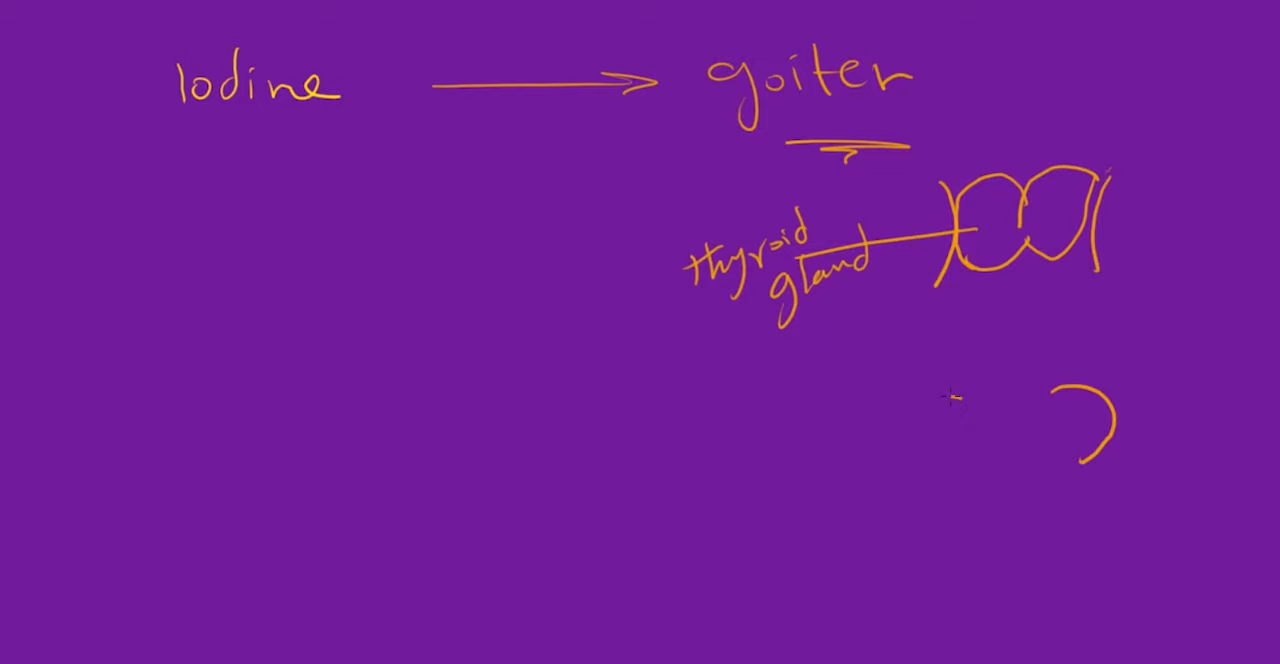 Iodine → goiter
thyroid
gland